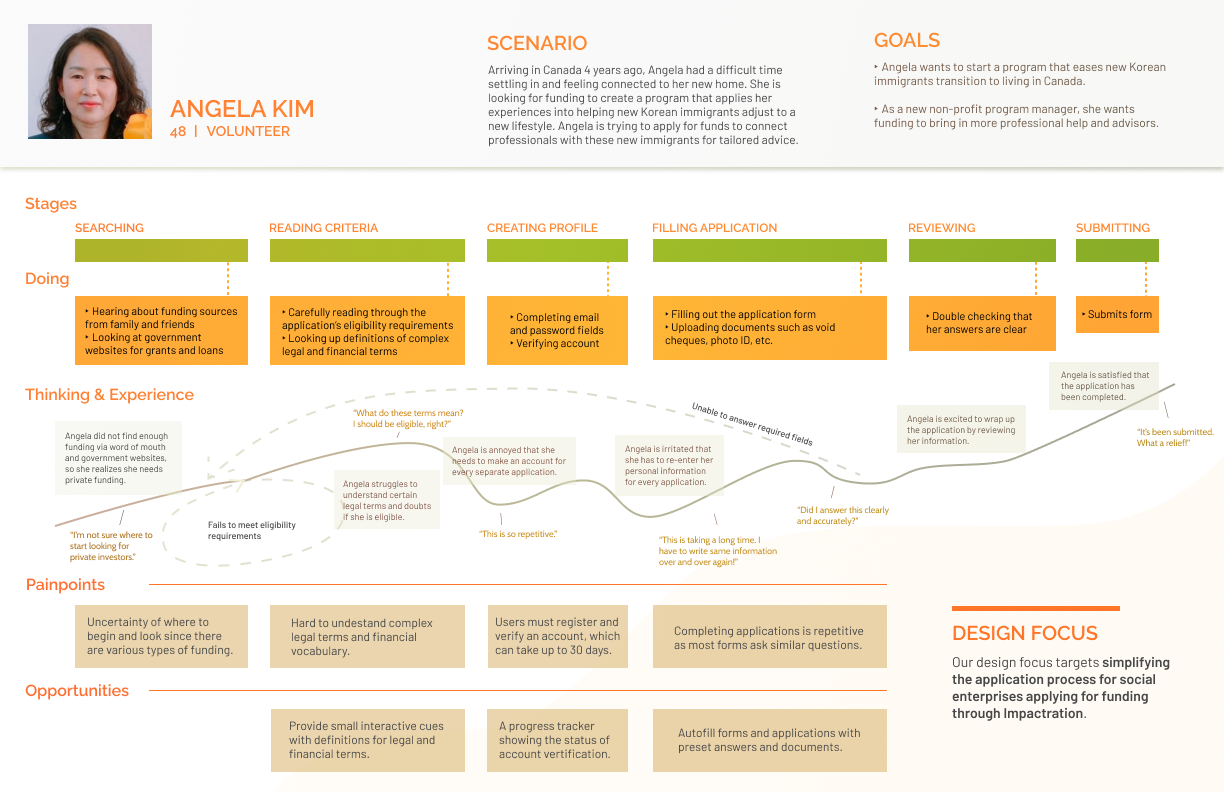 ANGELA KIM
48 | VOLUNTEER
SCENARIO
Arriving in Canada 4 years ago, Angela had a difficult time
settling in and feeling connected to her new home. She is
looking for funding to create a program that applies her
experiences into helping new Korean immigrants adjust to a
new lifestyle. Angela is trying to apply for funds to connect
professionals with these new immigrants for tailored advice.
GOALS
‣ Angela wants to start a program that eases new Korean
immigrants transition to living in Canada.
‣ As a new non-profit program manager, she wants
funding to bring in more professional help and advisors.
Stages
SEARCHING
READING CRITERIA
CREATING PROFILE
FILLING APPLICATION
REVIEWING
SUBMITTING
Doing
‣ Hearing about funding sources
from family and friends
‣ Looking at government
websites for grants and loans
‣ Carefully reading through the
application's eligibility requirements
‣ Looking up definitions of complex
legal and financial terms
‣ Completing email
and password fields
‣ Verifying account
‣ Filling out the application form
‣ Uploading documents such as void
cheques, photo ID, etc.
‣ Double checking that
her answers are clear
‣ Submits form
Thinking & Experience
Angela did not find enough
funding via word of mouth
and government websites,
so she realizes she needs
private funding.
"I'm not sure where to
start looking for
private investors."
Fails to meet eligibility
requirements
"What do these terms mean?
I should be eligible, right?"
Angela struggles to
understand certain
legal terms and doubts
if she is eligible.
Angela is annoyed that she
needs to make an account for
every separate application.
"This is so repetitive."
Angela is irritated that
she has to re-enter her
personal information
for every application.
"This is taking a long time. I
have to write same information
over and over again!"
Unable to answer required fields
"Did I answer this clearly
and accurately?"
Angela is excited to wrap up
the application by reviewing
her information.
Angela is satisfied that
the application has
been completed.
"It's been submitted.
What a relief!"
Painpoints
Uncertainty of where to
begin and look since there
are various types of funding.
Hard to undestand complex
legal terms and financial
vocabulary.
Users must register and
verify an account, which
can take up to 30 days.
Completing applications is repetitive
as most forms ask similar questions.
Opportunities
Provide small interactive cues
with definitions for legal and
financial terms.
A progress tracker
showing the status of
account vertification.
Autofill forms and applications with
preset answers and documents.
DESIGN FOCUS
Our design focus targets simplifying
the application process for social
enterprises applying for funding
through Impactration.